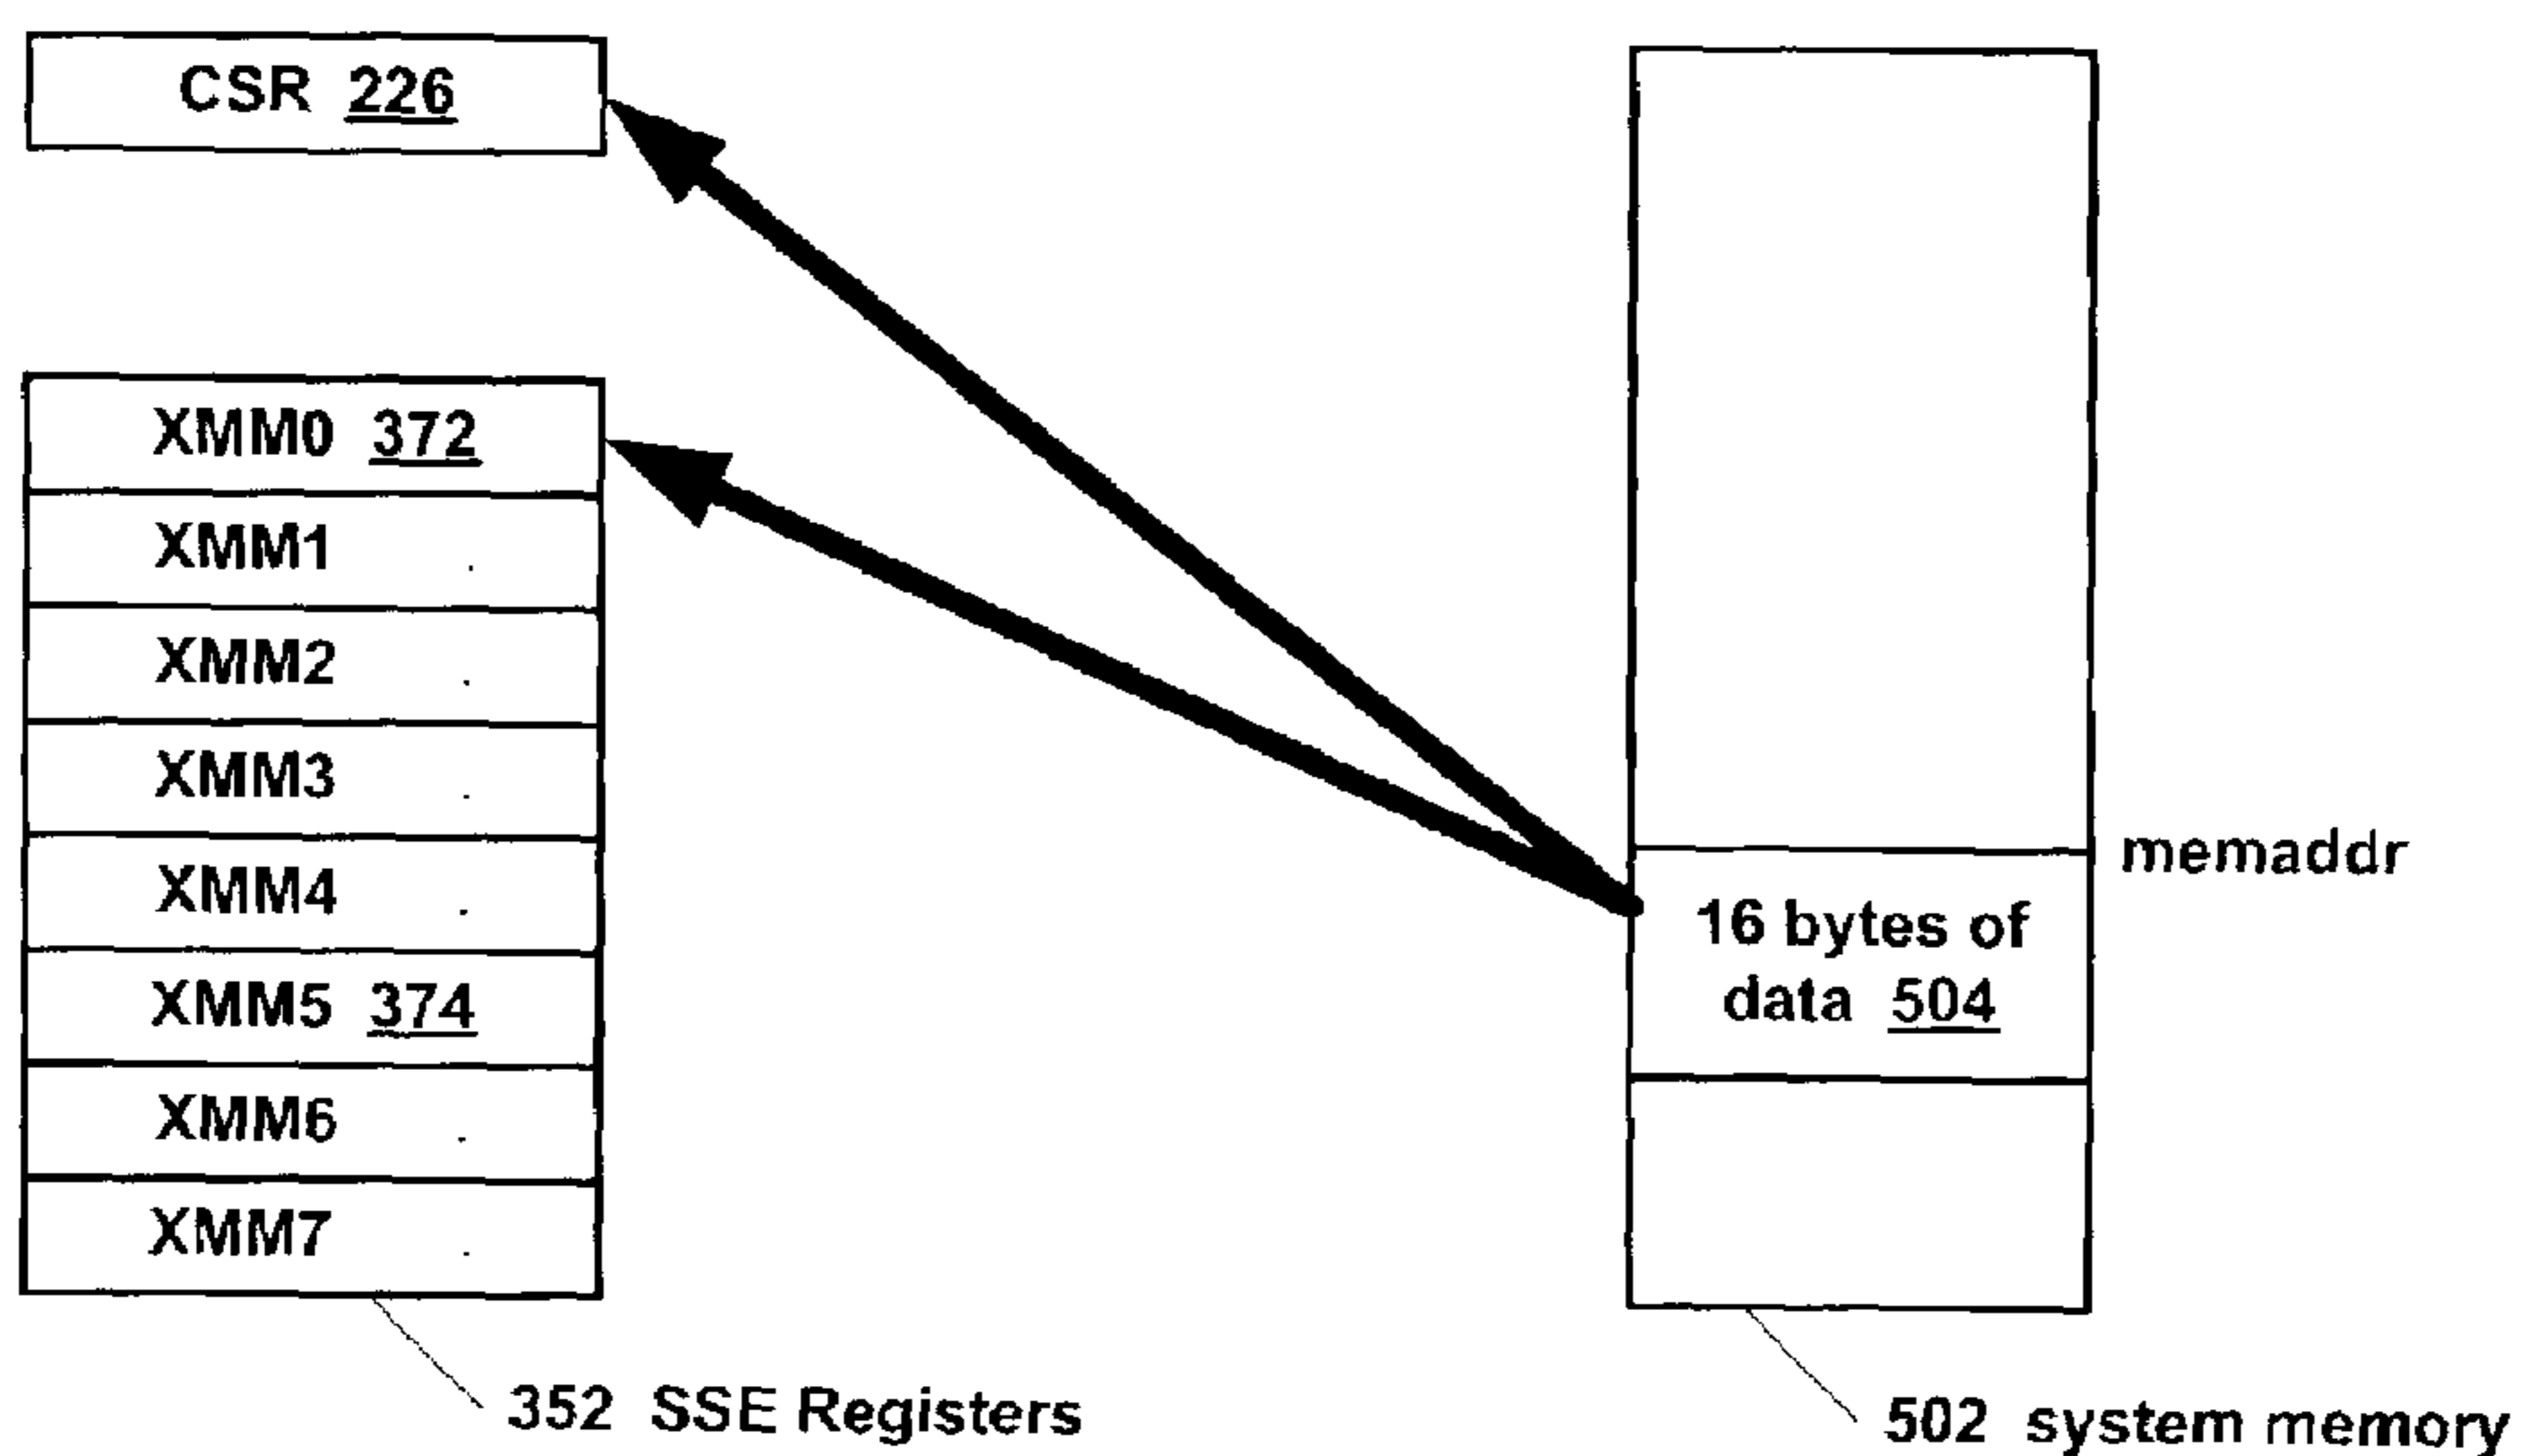 CSR 226
XMM0 372
XMM1
XMM2
XMM3
XMM4
XMM5 374
XMM6
XMM7
352 SSE Registers
memaddr
16 bytes of
data 504
502 system memory